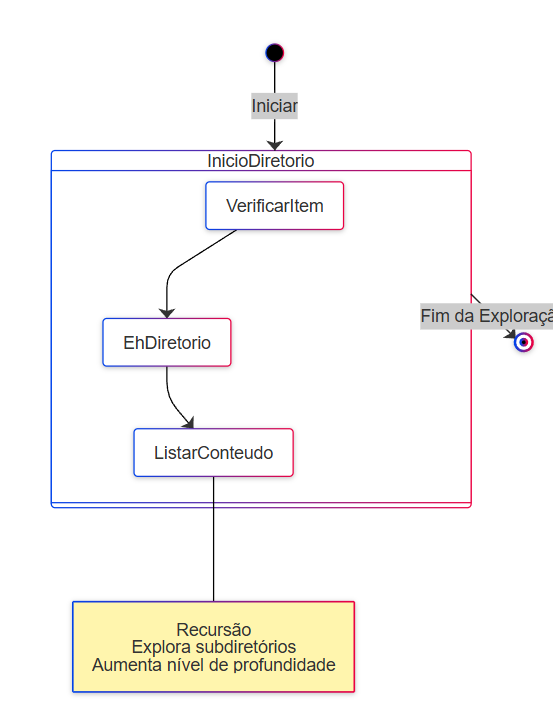 Iniciar
InicioDiretorio
VerificarItem
Fim da Exploraçã
EhDiretorio
ListarConteudo
Recursão
Explora subdiretórios
Aumenta nível de profundidade